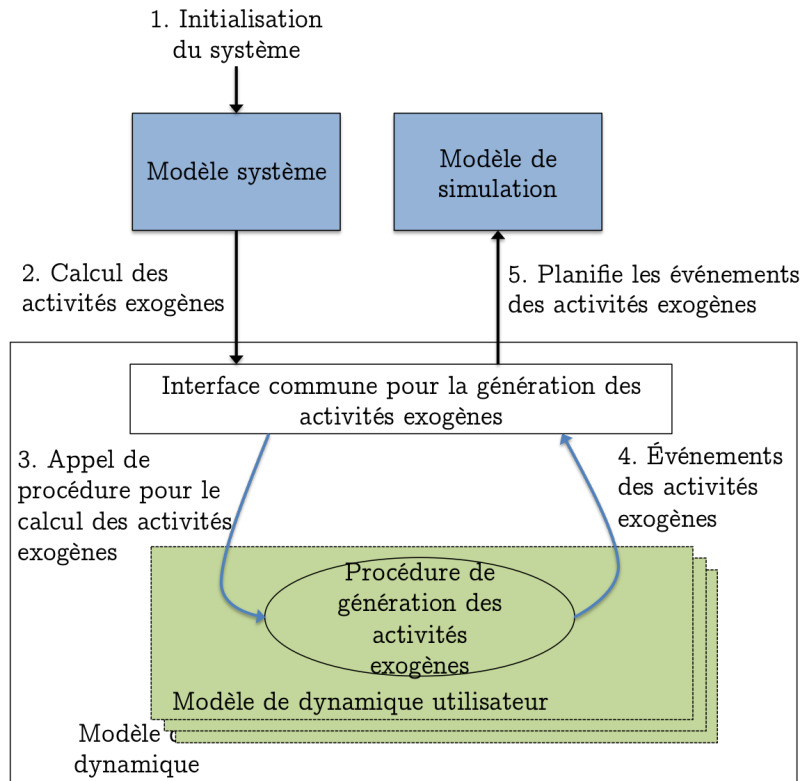 1. Initialisation
du système
Modèle système
Modèle de
simulation
2. Calcul des
activités exogènes
5. Planifie les événements
des activités exogènes
Interface commune pour la génération des
activités exogènes
3. Appel de
procédure pour le
calcul des activités
exogènes
4. Événements
des activités
exogènes
Procédure de
génération des
activités
exogènes
Modèle de dynamique utilisateur
Modèle
dynamique